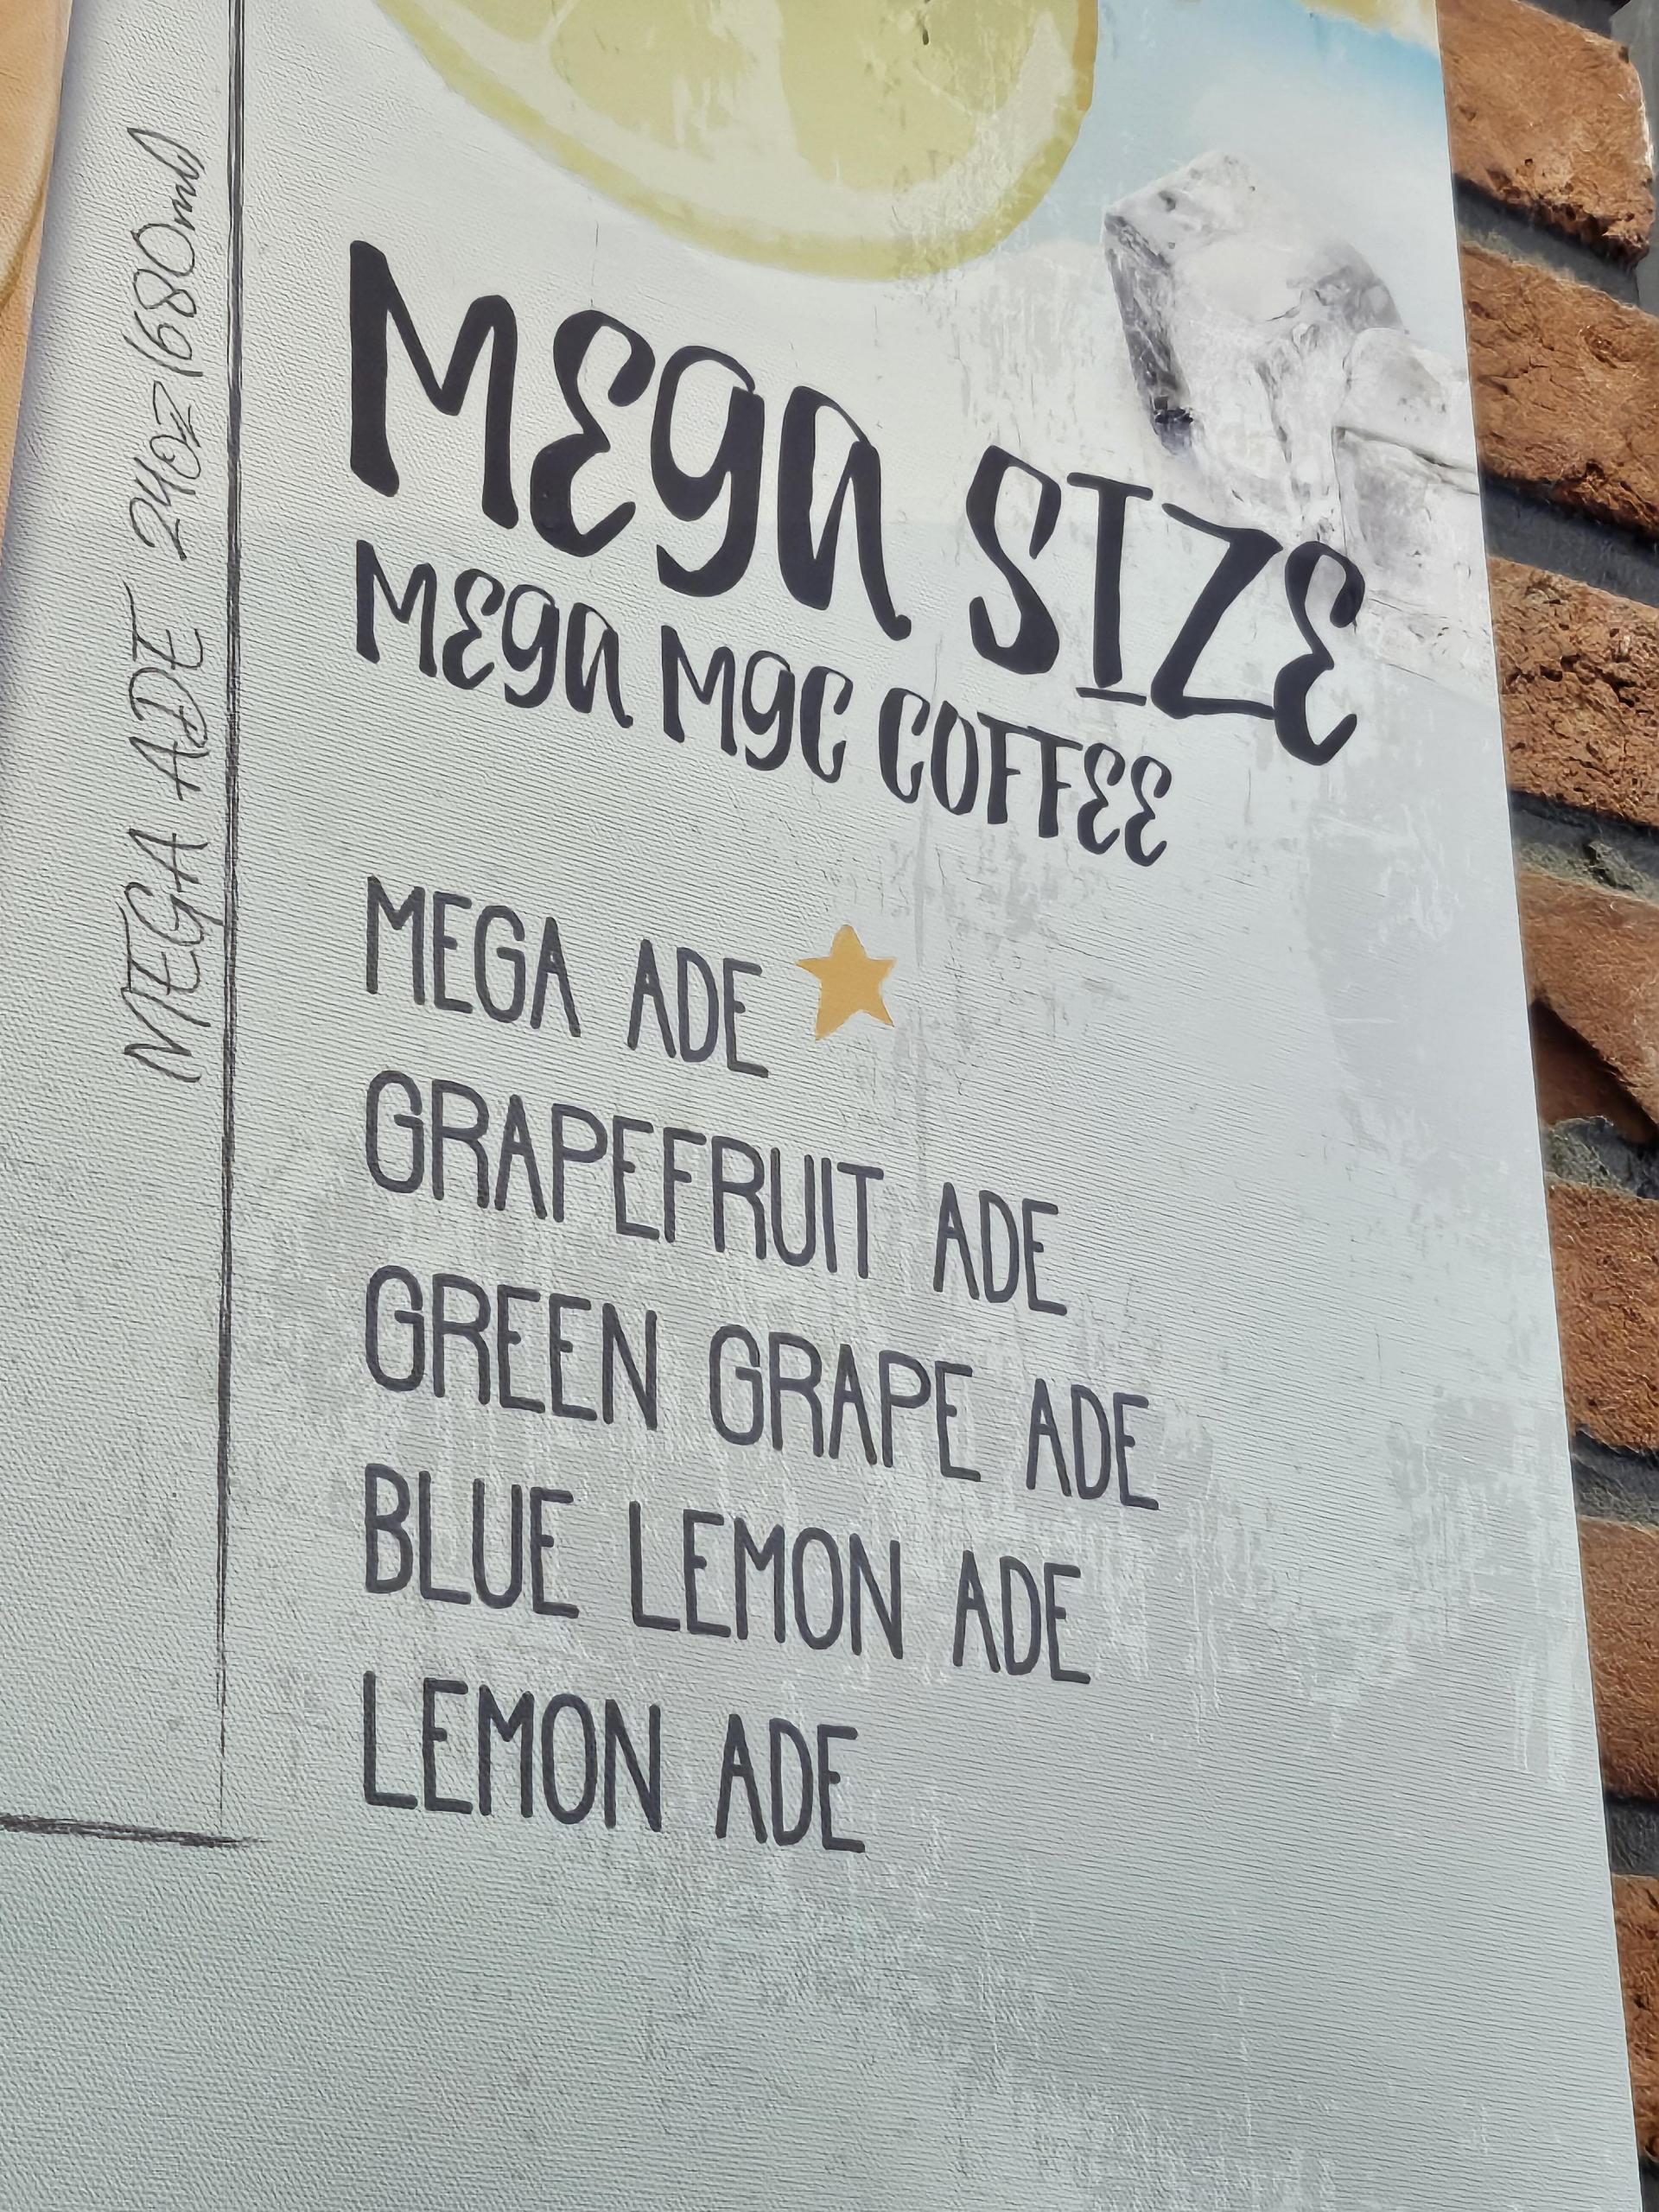 MEGA ADE 24oz(680ml)
MEGA SIZE
MEGA MGC COFFEE
MEGA ADE
GRAPEFRUIT ADE
GREEN GRAPE ADE
BLUE LEMON ADE
LEMON ADE